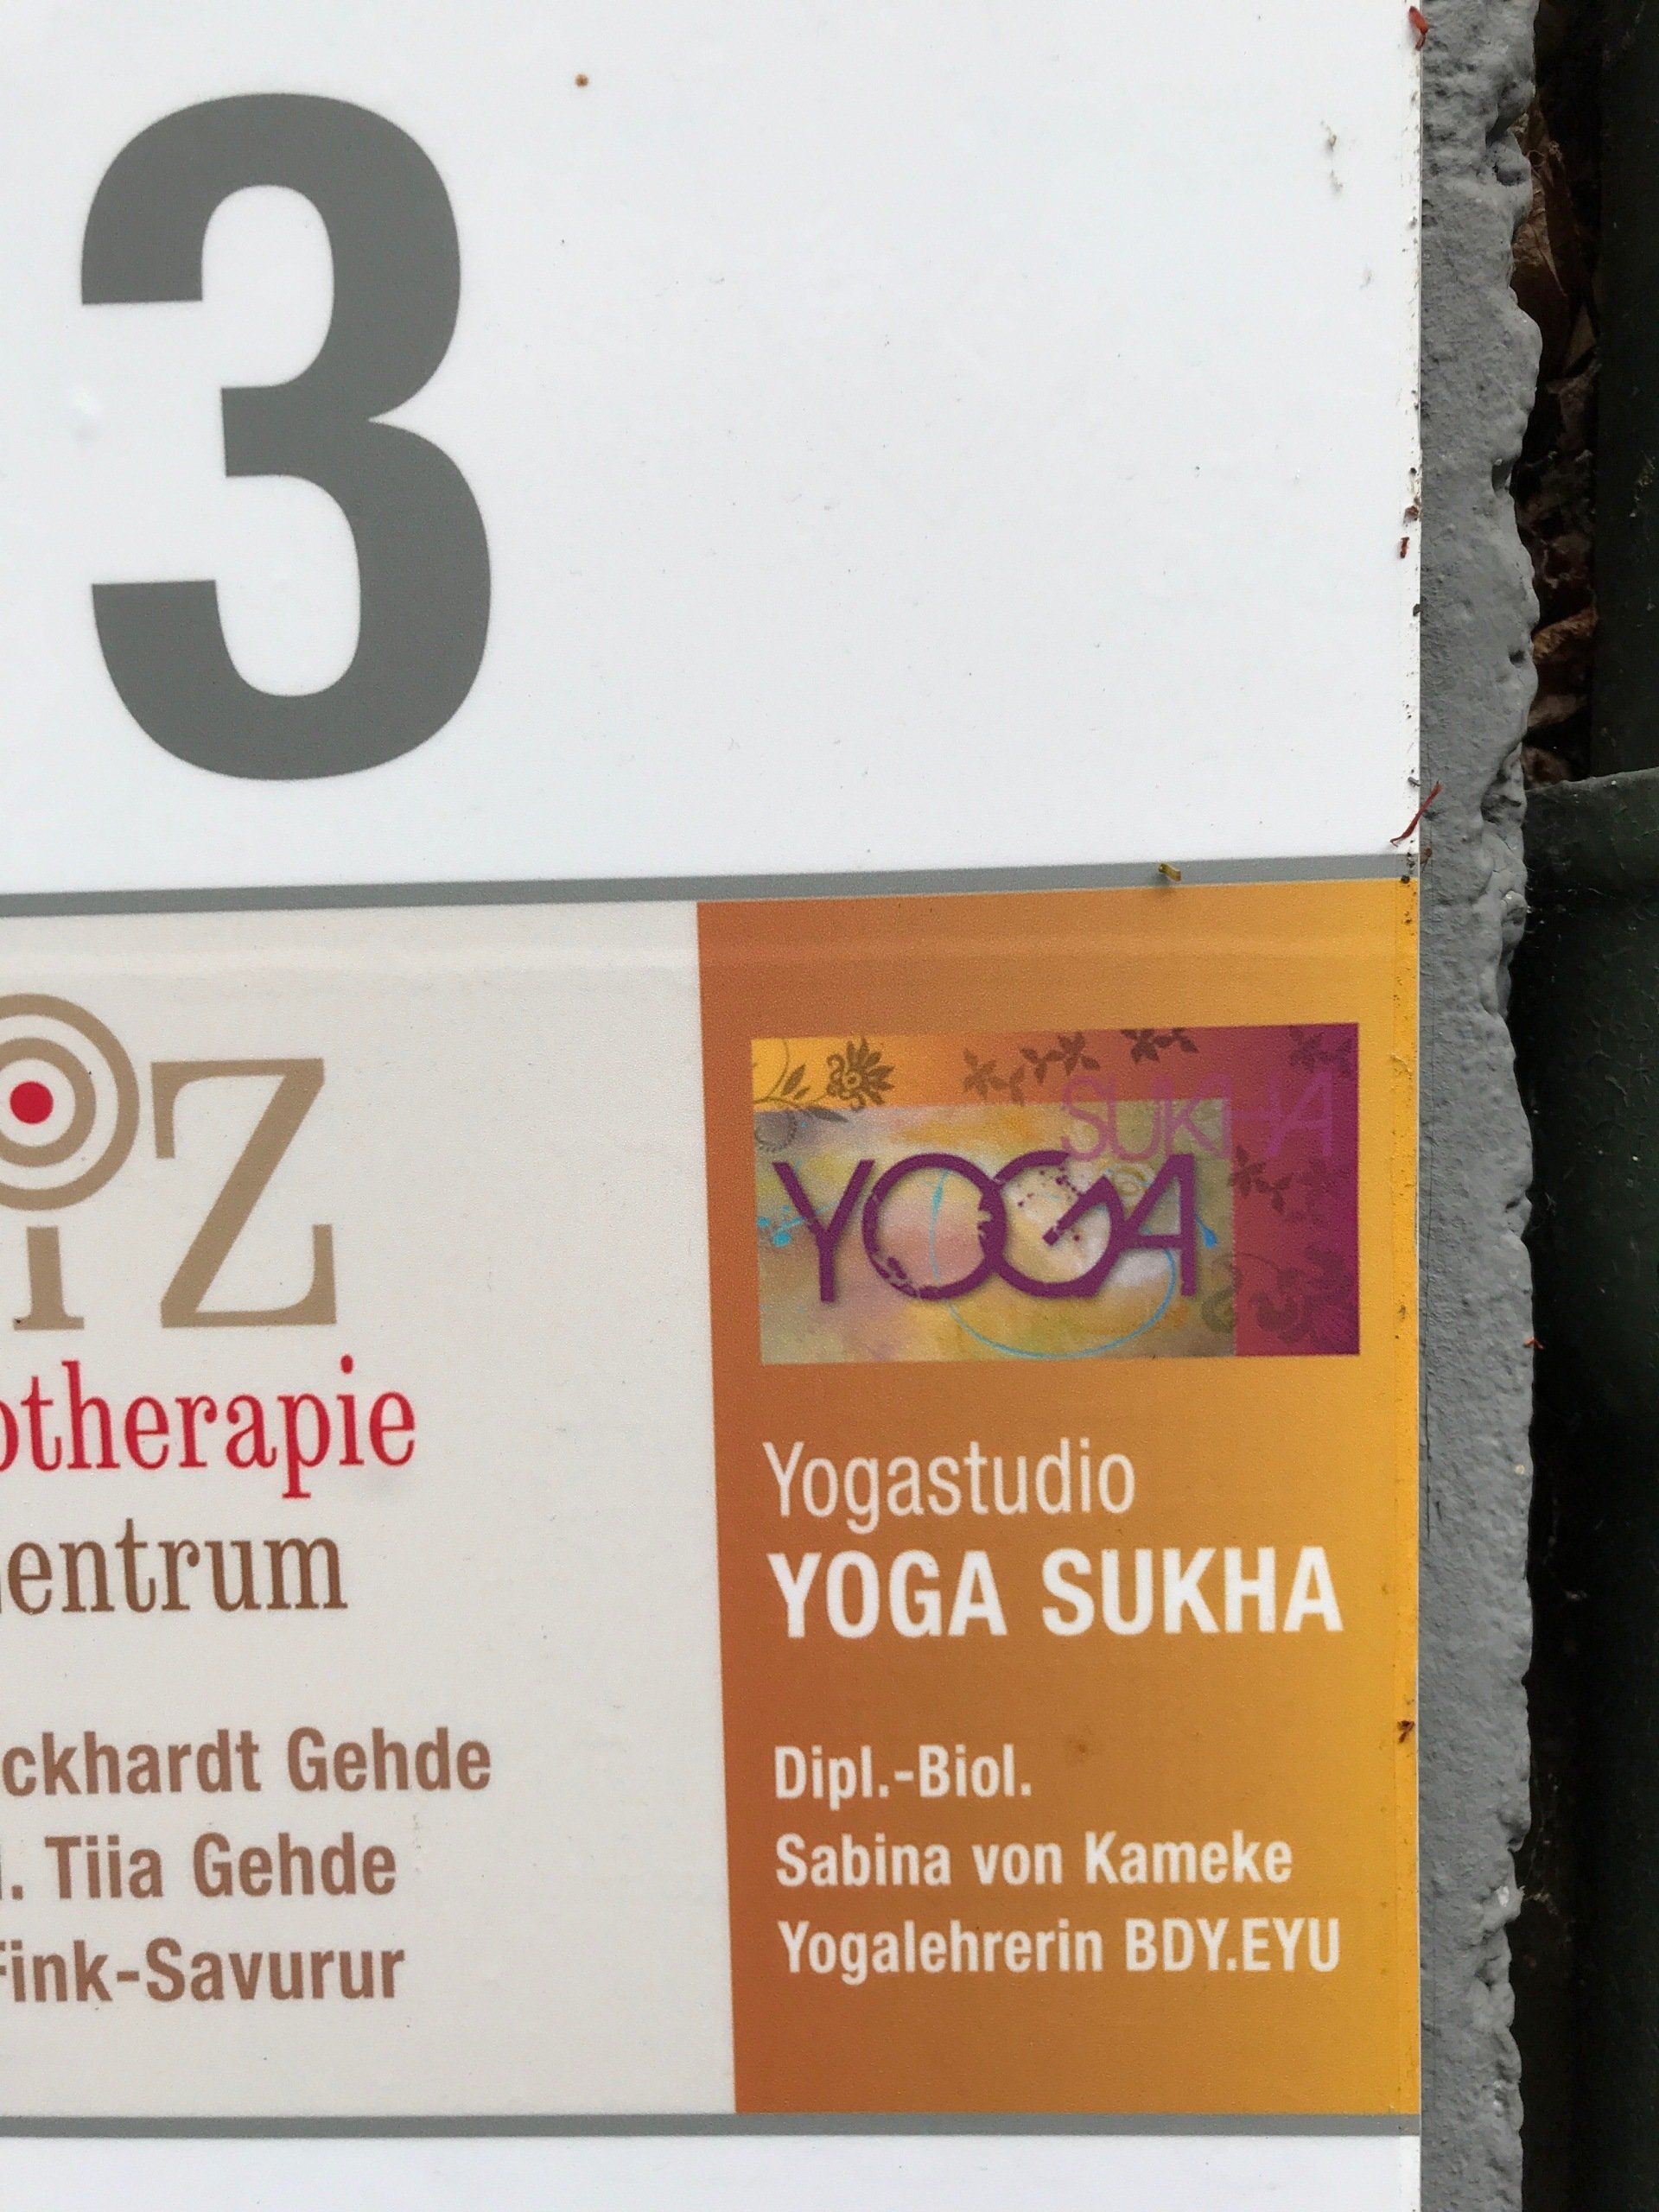 3
iZ
otherapie
entrum
ckhardt Gehde
. Tiia Gehde
Fink-Savurur
SUKHA
YOGA
Yogastudio
YOGA SUKHA
Dipl.-Biol.
Sabina von Kameke
Yogalehrerin BDY.EYU